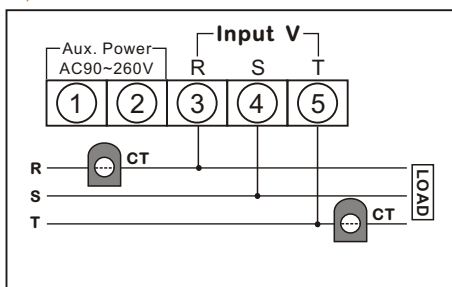 Input V
Aux. Power
AC90~260V
R S T
1 2 3 4 5
R
CT
S
T
CT
LOAD